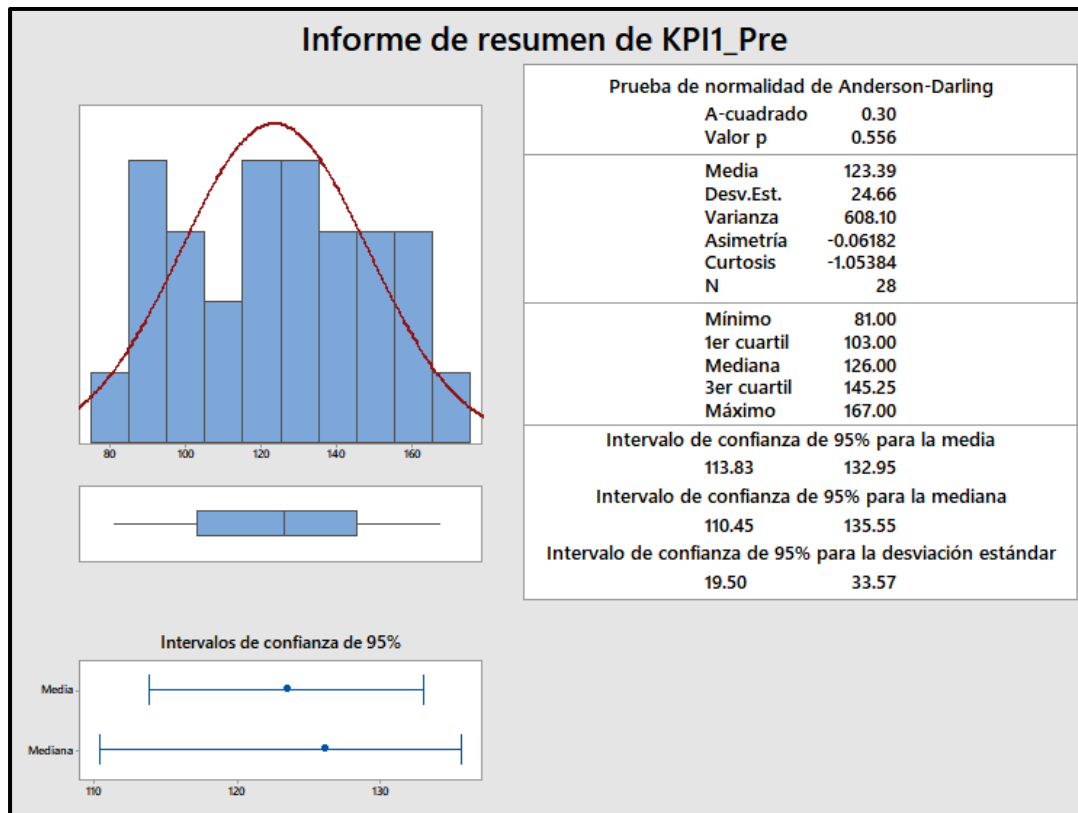 Informe de resumen de KPI1_Pre
80 100 120 140 160
Intervalos de confianza de 95%
Media
Mediana
110 120 130
Prueba de normalidad de Anderson-Darling
A-cuadrado 0.30
Valor p 0.556
Media 123.39
Desv.Est. 24.66
Varianza 608.10
Asimetría -0.06182
Curtosis -1.05384
N 28
Mínimo 81.00
1er cuartil 103.00
Mediana 126.00
3er cuartil 145.25
Máximo 167.00
Intervalo de confianza de 95% para la media
113.83 132.95
Intervalo de confianza de 95% para la mediana
110.45 135.55
Intervalo de confianza de 95% para la desviación estándar
19.50 33.57